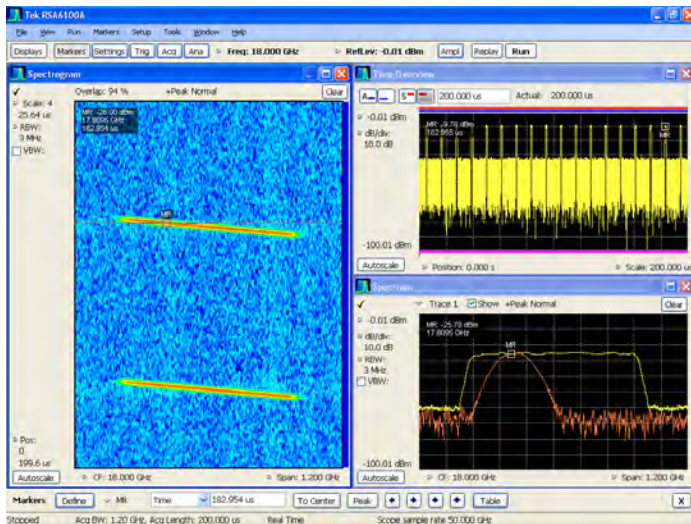 Tek RSA6100A
File View Run Markers Setup Tools Window Help
Displays Markers Settings Trig Acq Ana Freq: 18.000 GHz RefLev: -0.01 dBm Ampl Replay Run
Spectrogram
Overlap: 94 % +Peak Normal Clear
Scale: 4
25.64 us
RBW:
3 MHz
VBW:
MR: -26.00 dBm
17.8095 GHz
182.954 us
MR
Pos:
0
199.6 us
Autoscale CF: 18.000 GHz Span: 1.200 GHz
Time Overview
200.000 us Actual: 200.000 us
-0.01 dBm
dB/div:
10.0 dB
MR: -9.78 dBm
182.955 us
MR
-100.01 dBm
Autoscale Position: 0.000 s Scale: 200.000 us
Spectrum
Trace 1 Show +Peak Normal Clear
-0.01 dBm
dB/div:
10.0 dB
RBW:
3 MHz
VBW:
MR: -25.78 dBm
17.8095 GHz
MR
-100.01 dBm
Autoscale CF: 18.000 GHz Span: 1.200 GHz
Markers Define MR Time 182.954 us To Center Peak Table X
Stopped Acq BW: 1.20 GHz, Acq Length: 200.000 us Real Time Scope sample rate 50.000 GHz